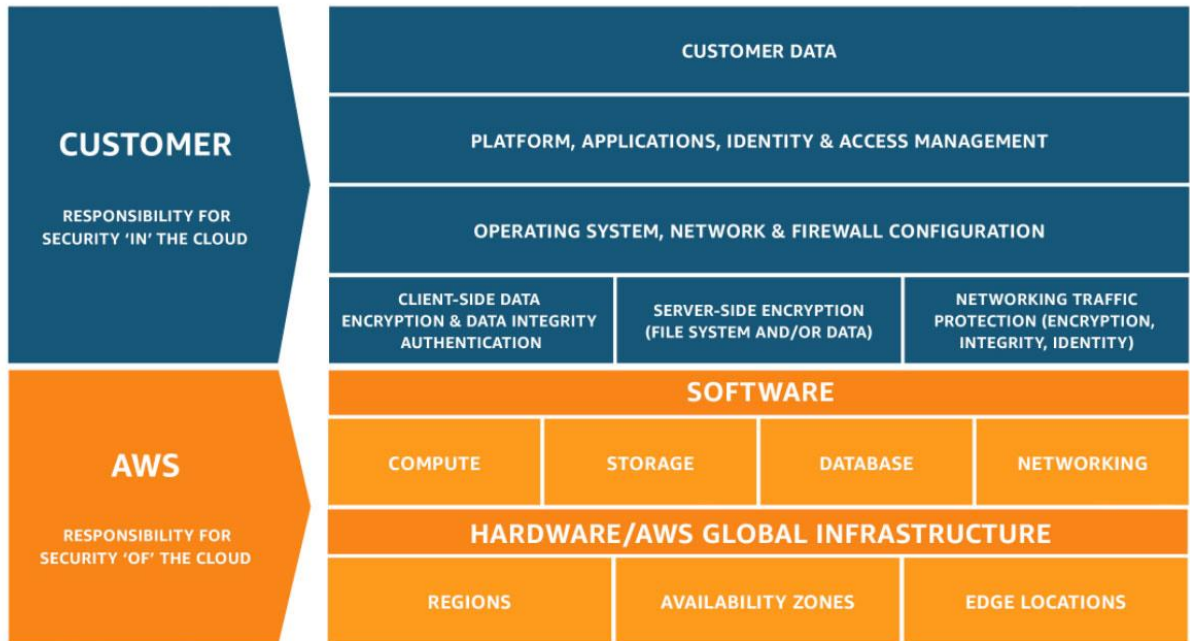 CUSTOMER
RESPONSIBILITY FOR
SECURITY ‘IN’ THE CLOUD
CUSTOMER DATA
PLATFORM, APPLICATIONS, IDENTITY & ACCESS MANAGEMENT
OPERATING SYSTEM, NETWORK & FIREWALL CONFIGURATION
CLIENT-SIDE DATA
ENCRYPTION & DATA INTEGRITY
AUTHENTICATION
SERVER-SIDE ENCRYPTION
(FILE SYSTEM AND/OR DATA)
NETWORKING TRAFFIC
PROTECTION (ENCRYPTION,
INTEGRITY, IDENTITY)
AWS
RESPONSIBILITY FOR
SECURITY ‘OF’ THE CLOUD
SOFTWARE
COMPUTE
STORAGE
DATABASE
NETWORKING
HARDWARE/AWS GLOBAL INFRASTRUCTURE
REGIONS
AVAILABILITY ZONES
EDGE LOCATIONS